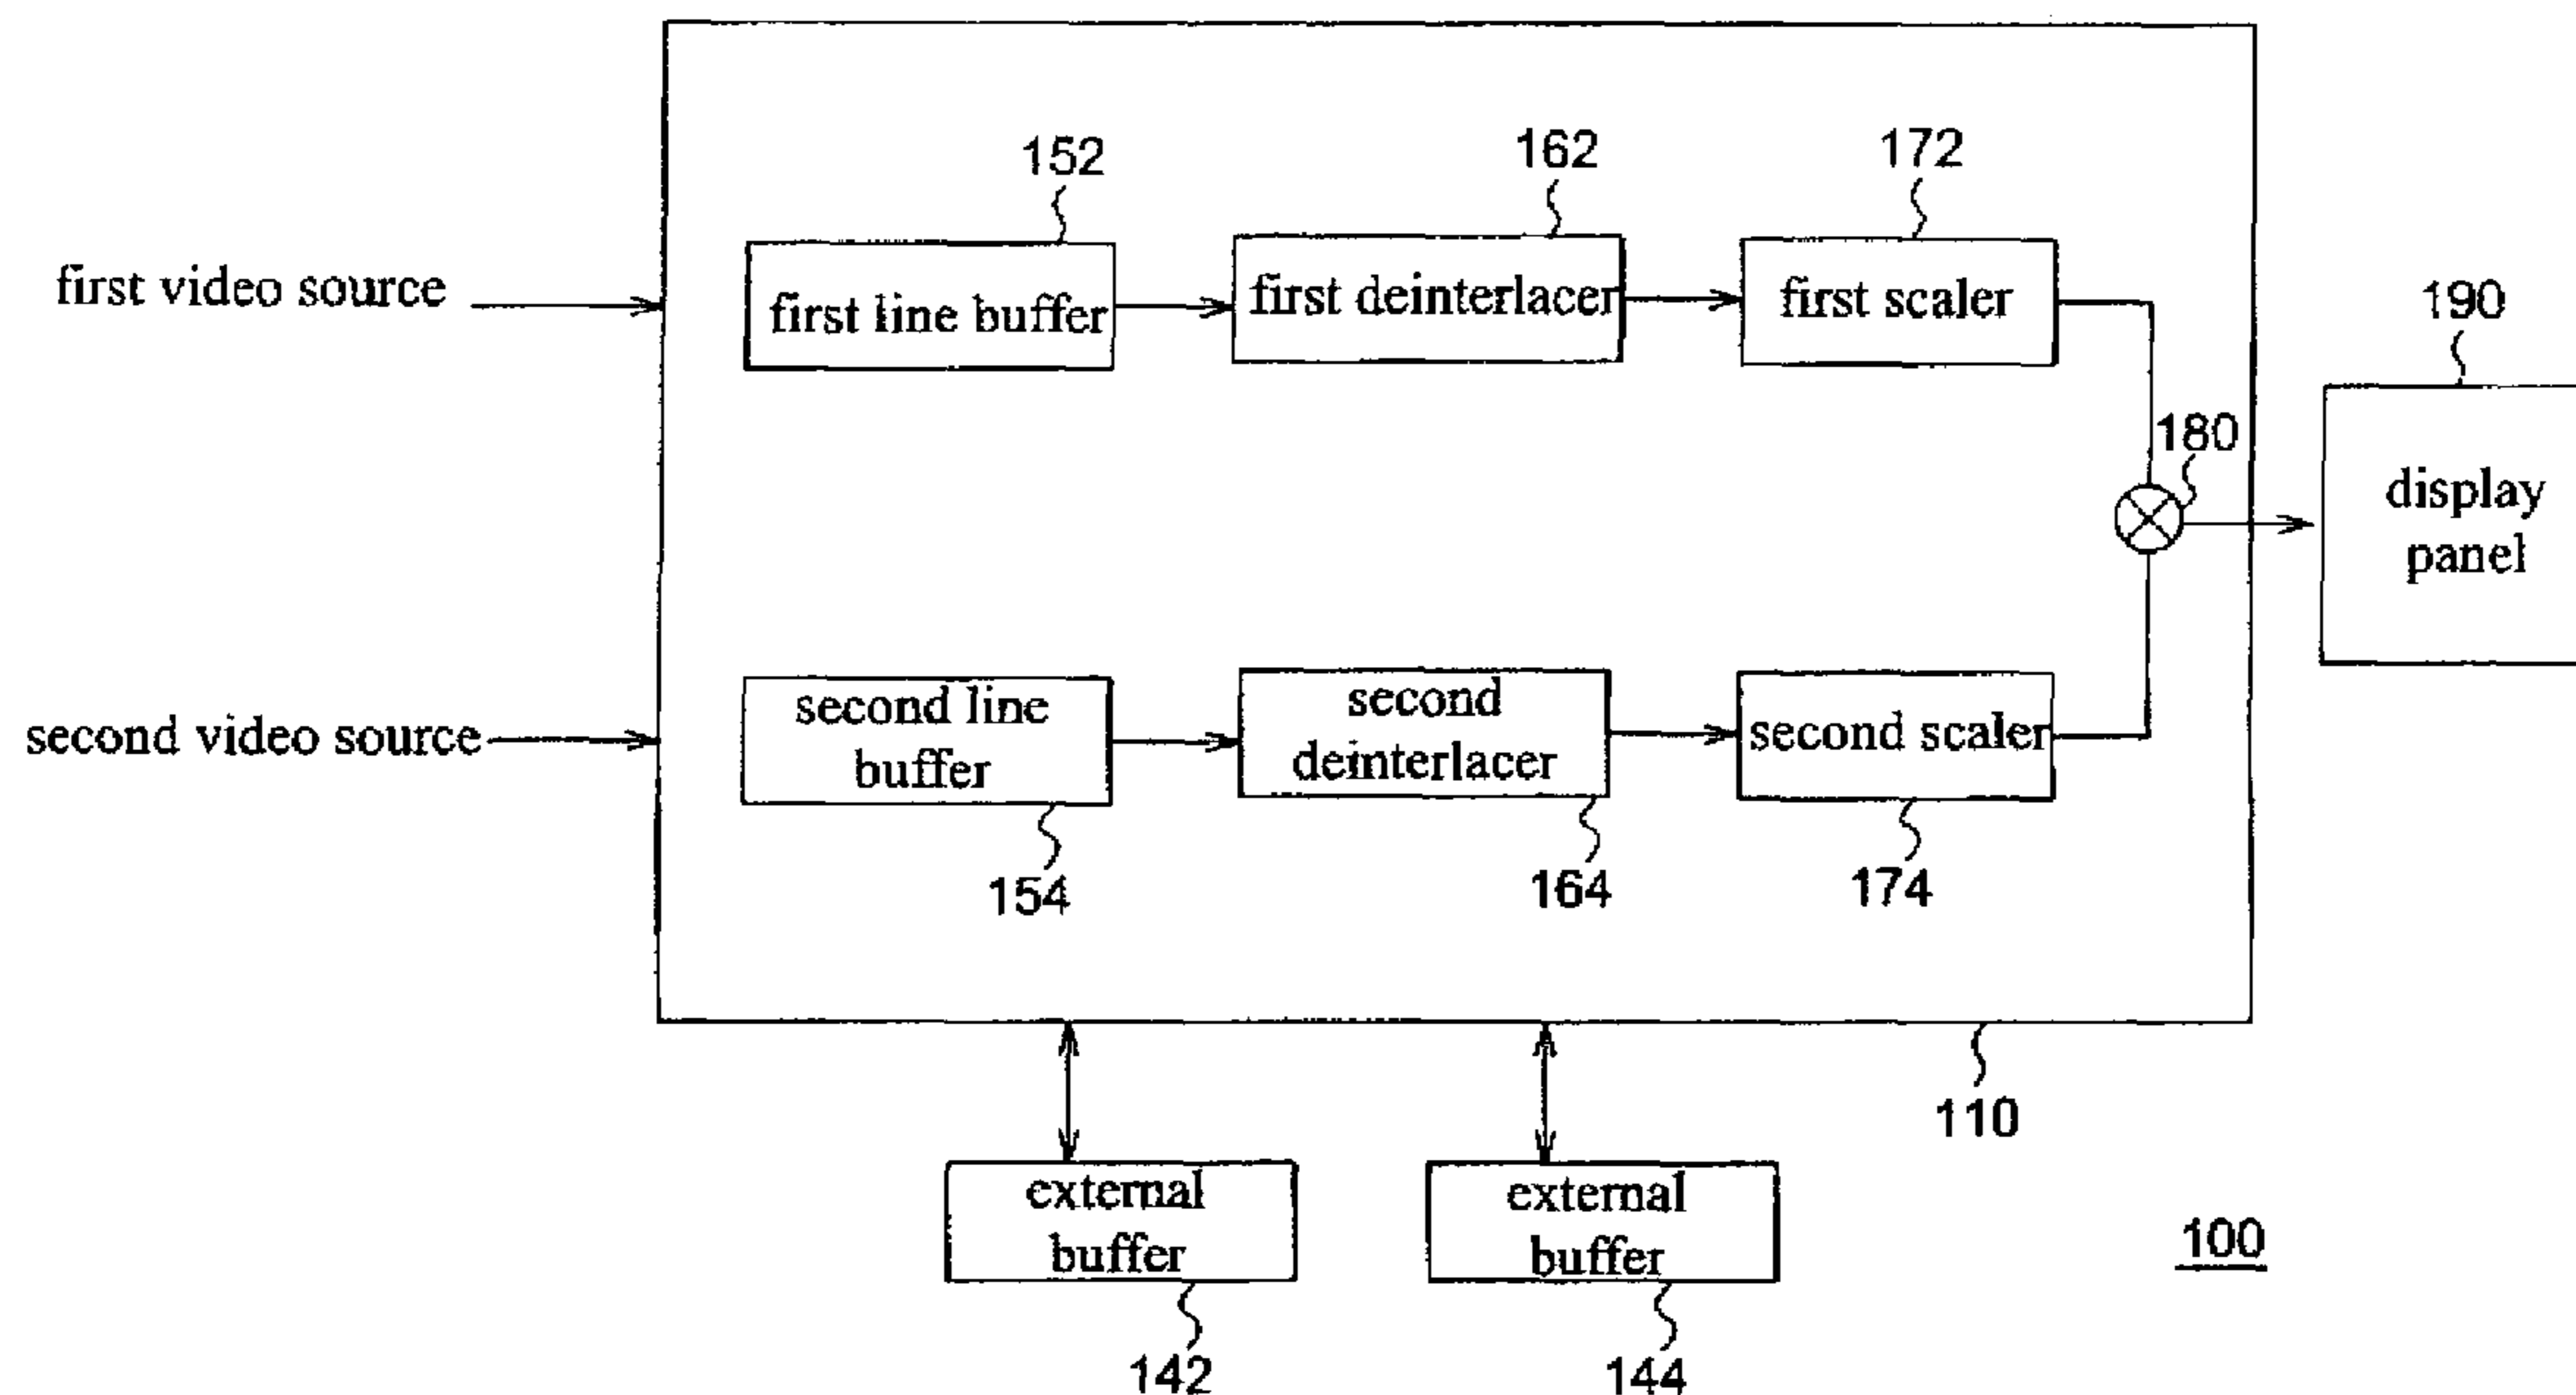 152
162
172
first video source
first line buffer
first deinterlacer
first scaler
190
180
display
panel
second video source
second line
buffer
second
deinterlacer
second scaler
154
164
174
110
external
buffer
external
buffer
100
142
144